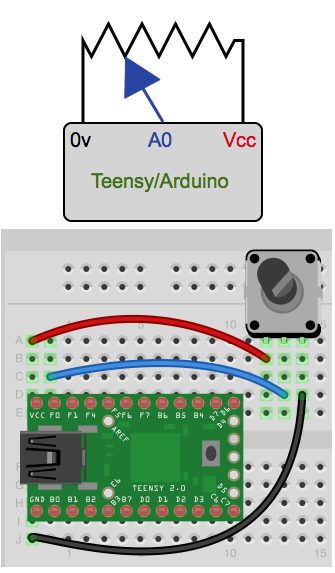 0v A0 Vcc
Teensy/Arduino
5 10 15
A
B
C
D
E
VCC F0 F1 F4 F5 F6 F7 B6 B5 B4 D7 D6
D4
AREF
TEENSY 2.0
E6
D5
GND B0 B1 B2 B3 B7 D0 D1 D2 D3 C6 C7
F
G
H
I
J
1 5 10 15